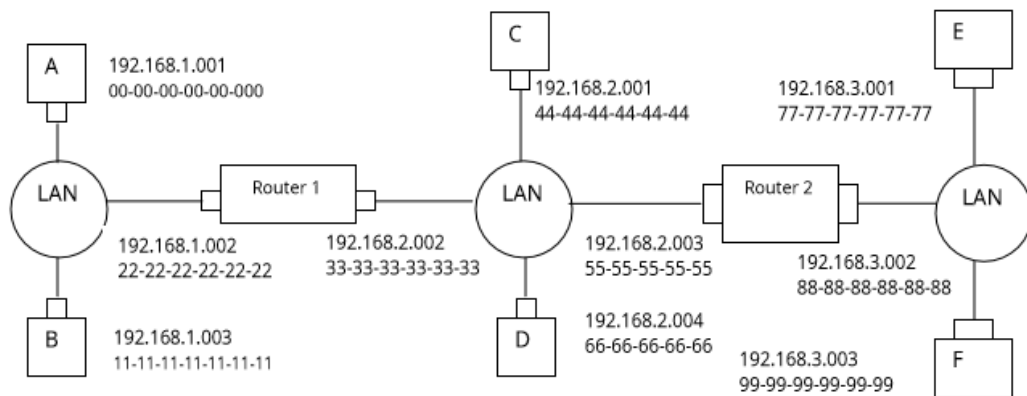 A
192.168.1.001
00-00-00-00-00-000
C
192.168.2.001
44-44-44-44-44-44
E
192.168.3.001
77-77-77-77-77-77
LAN
Router 1
LAN
Router 2
LAN
192.168.1.002
22-22-22-22-22-22
192.168.2.002
33-33-33-33-33-33
192.168.2.003
55-55-55-55-55
192.168.3.002
88-88-88-88-88-88
B
192.168.1.003
11-11-11-11-11-11-11
D
192.168.2.004
66-66-66-66-66
192.168.3.003
99-99-99-99-99-99
F